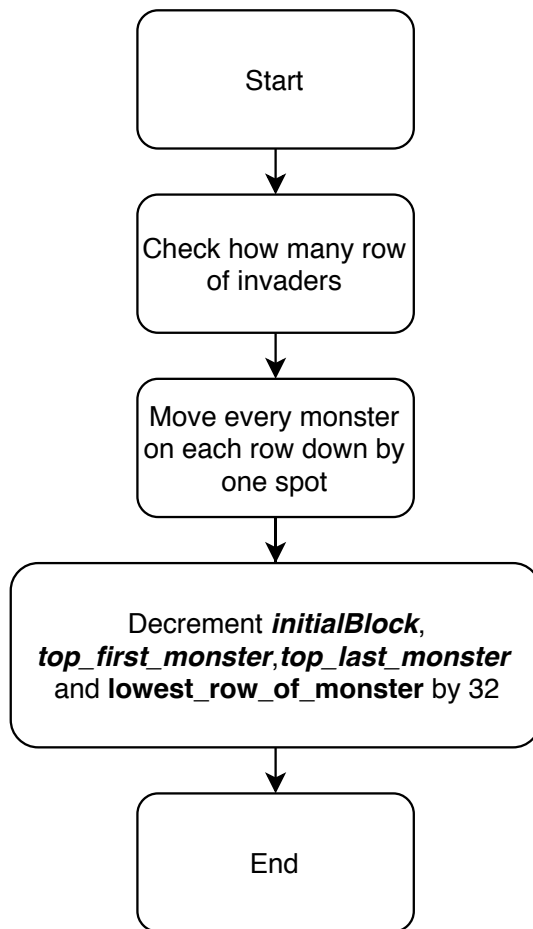 Start
Check how many row
of invaders
Move every monster
on each row down by
one spot
Decrement initialBlock,
top_first_monster,top_last_monster
and lowest_row_of_monster by 32
End